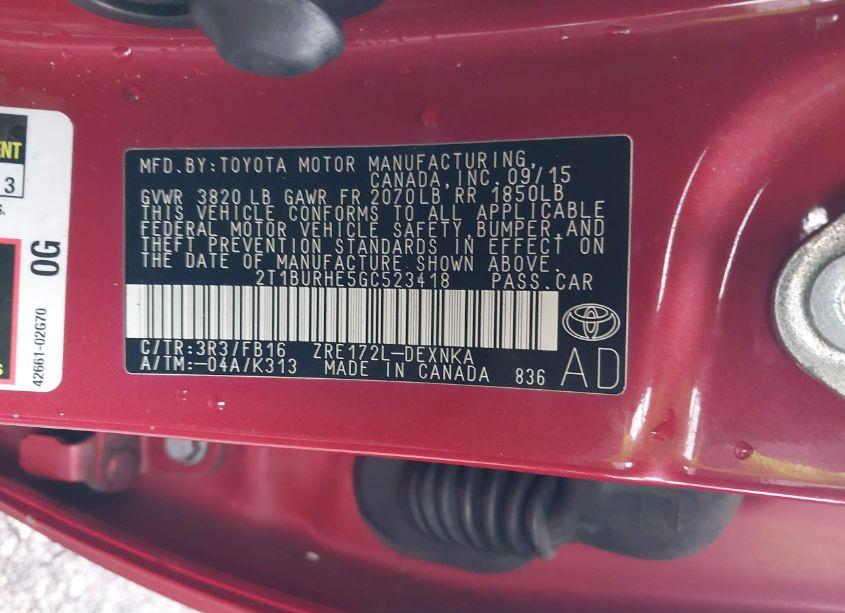 ENT
3
S.
s
0G
42661-02G70
MFD.BY:TOYOTA MOTOR MANUFACTURING,
CANADA,INC. 09/15
GVWR 3820 LB GAWR FR 2070LB RR 1850LB
THIS VEHICLE CONFORMS TO ALL APPLICABLE
FEDERAL MOTOR VEHICLE SAFETY,BUMPER,AND
THEFT PREVENTION STANDARDS IN EFFECT ON
THE DATE OF MANUFACTURE SHOWN ABOVE.
2T1BURHE5GC523418 PASS.CAR
C/TR:3R3/FB16 ZRE172L-DEXNKA
A/TM:-04A/K313 MADE IN CANADA 836
AD